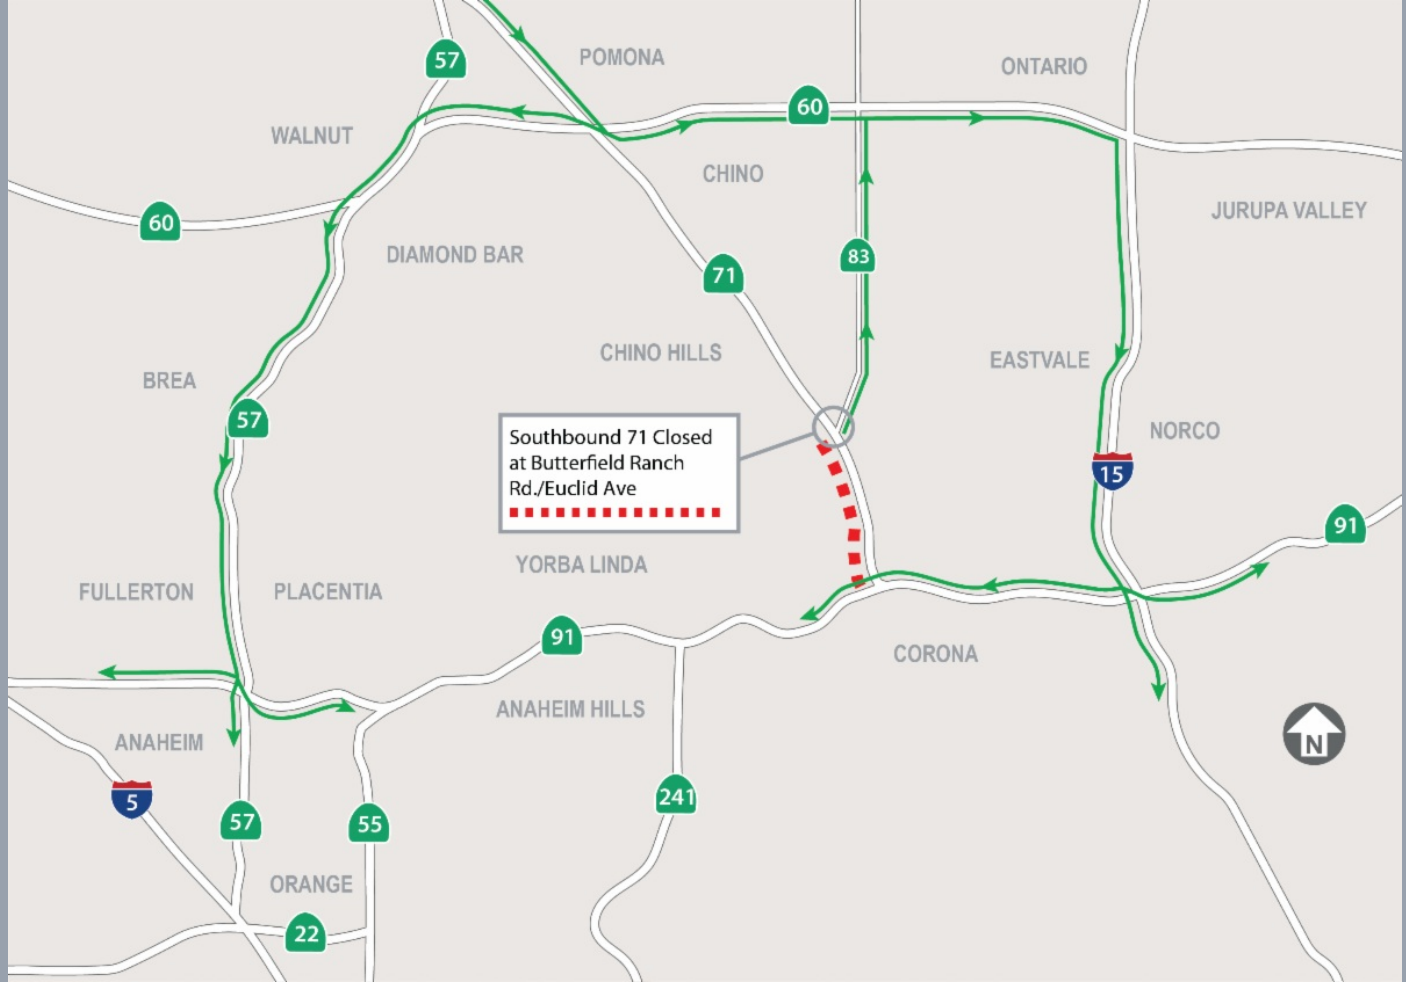 57
POMONA
ONTARIO
60
WALNUT
CHINO
60
JURUPA VALLEY
DIAMOND BAR
83
71
CHINO HILLS
EASTVALE
BREA
57
NORCO
Southbound 71 Closed
at Butterfield Ranch
Rd./Euclid Ave
15
91
YORBA LINDA
FULLERTON
PLACENTIA
91
CORONA
ANAHEIM HILLS
ANAHEIM
N
5
57
55
241
ORANGE
22